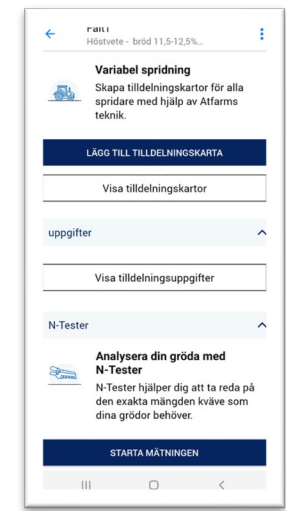 Fält 1
Höstvete - bröd 11,5-12,5%...
Variabel spridning
Skapa tilldelningskartor för alla
spridare med hjälp av Atfarms
teknik.
LÄGG TILL TILLDELNINGSKARTA
Visa tilldelningskartor
uppgifter
Visa tilldelningsuppgifter
N-Tester
Analysera din gröda med
N-Tester
N-Tester hjälper dig att ta reda på
den exakta mängden kväve som
dina grödor behöver.
STARTA MÄTNINGEN